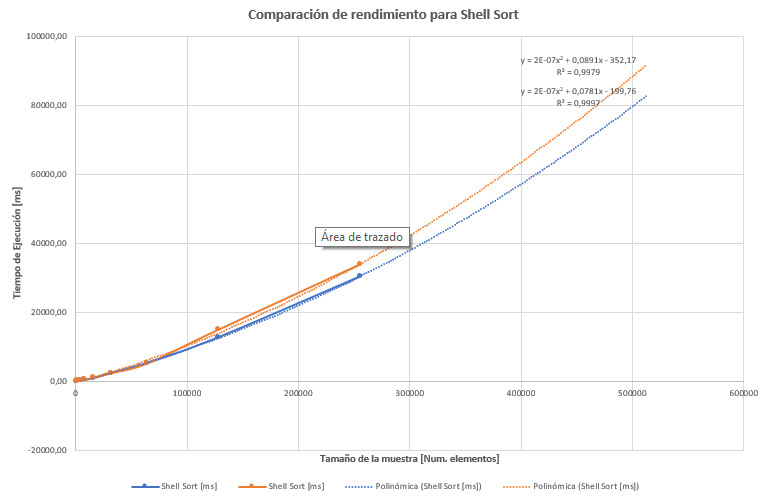 Comparación de rendimiento para Shell Sort
100000,00
80000,00
60000,00
40000,00
20000,00
0,00
-20000,00
Tiempo de Ejecución [ms]
y = 2E-07x² + 0,0891x - 352,17
R² = 0,9979
y = 2E-07x² + 0,0781x - 199,76
R² = 0,9997
Área de trazado
0
100000
200000
300000
400000
500000
600000
Tamaño de la muestra [Num. elementos]
Shell Sort [ms]
Shell Sort [ms]
Polinómica (Shell Sort [ms])
Polinómica (Shell Sort [ms])